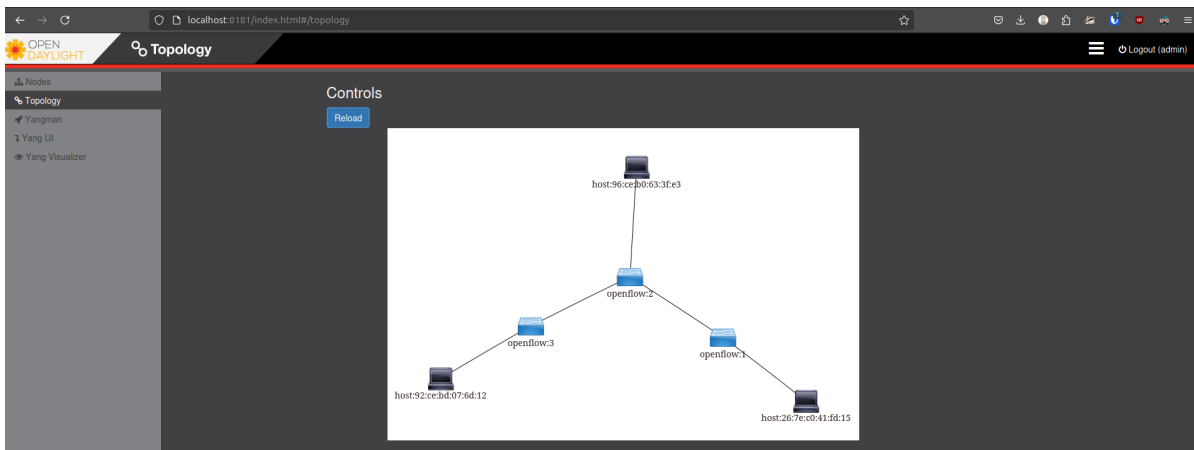 localhost:8181/index.html#/topology
OPEN
DAYLIGHT
Topology
Logout (admin)
Nodes
Topology
Yangman
Yang UI
Yang Visualizer
Controls
Reload
host:96:ce:b0:63:3f:e3
openflow:2
openflow:3
openflow:1
host:92:ce:bd:07:6d:12
host:26:7e:c0:41:fd:15